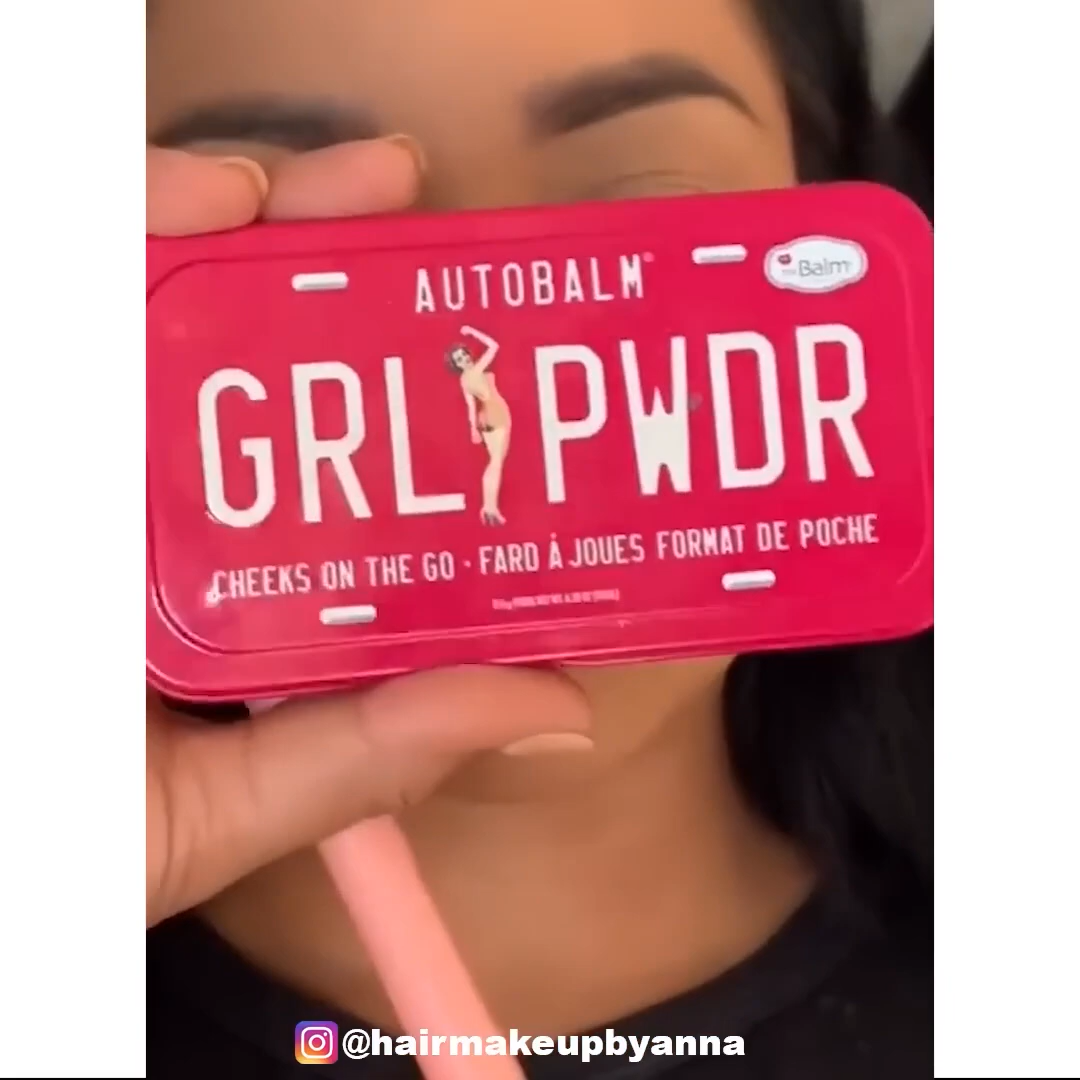 AUTOBALM
theBalm
GRL PWDR
CHEEKS ON THE GO · FARD À JOUES FORMAT DE POCHE
@hairmakeupbyanna